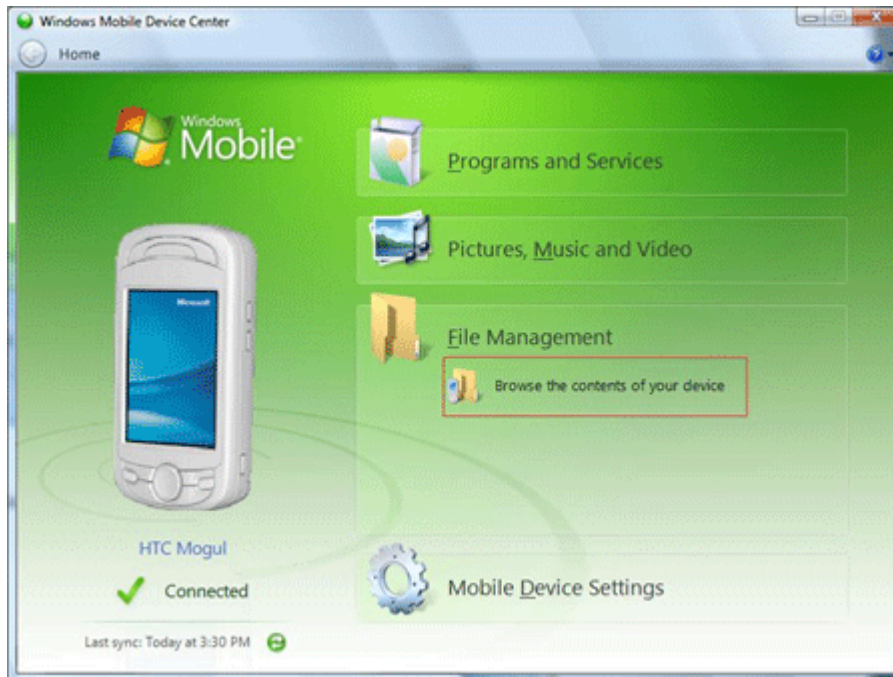 Windows Mobile Device Center
Home
Windows
Mobile®
Programs and Services
Pictures, Music and Video
File Management
Browse the contents of your device
Microsoft
HTC Mogul
Connected
Mobile Device Settings
Last sync: Today at 3:30 PM